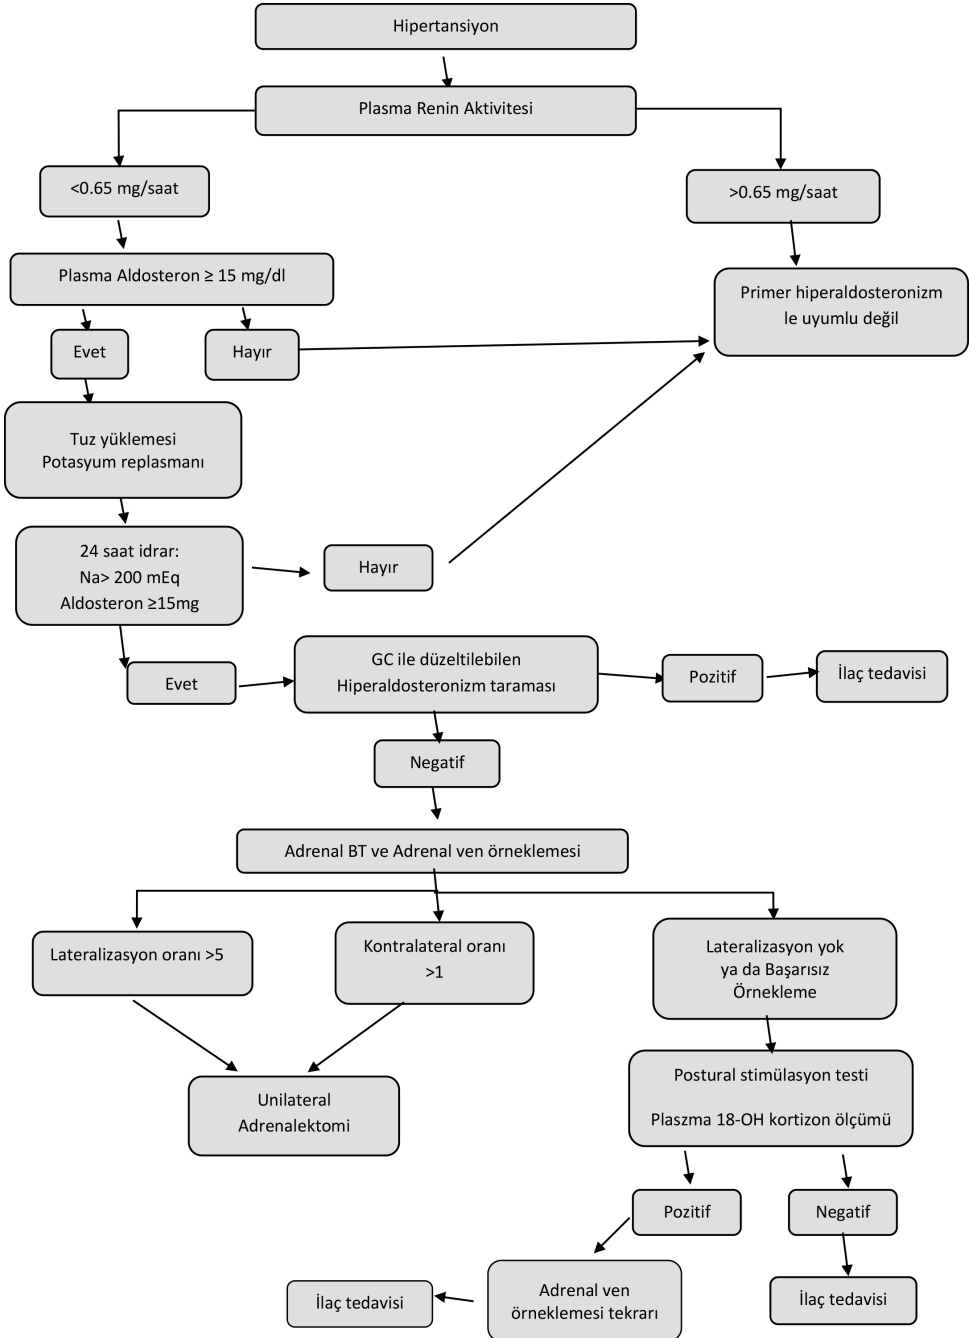 Hipertansiyon
Plasma Renin Aktivitesi
<0.65 mg/saat
>0.65 mg/saat
Plasma Aldosteron ≥ 15 mg/dl
Primer hiperaldosteronizm
le uyumlu değil
Evet
Hayır
Tuz yüklemesi
Potasyum replasmanı
24 saat idrar:
Na> 200 mEq
Aldosteron ≥15mg
Hayır
Evet
GC ile düzeltilebilen
Hiperaldosteronizm taraması
Pozitif
İlaç tedavisi
Negatif
Adrenal BT ve Adrenal ven örneklemesi
Lateralizasyon oranı >5
Kontralateral oranı
>1
Lateralizasyon yok
ya da Başarısız
Örnekleme
Unilateral
Adrenalektomi
Postural stimülasyon testi
Plaszma 18-OH kortizon ölçümü
Pozitif
Negatif
Adrenal ven
örneklemesi tekrarı
İlaç tedavisi
İlaç tedavisi